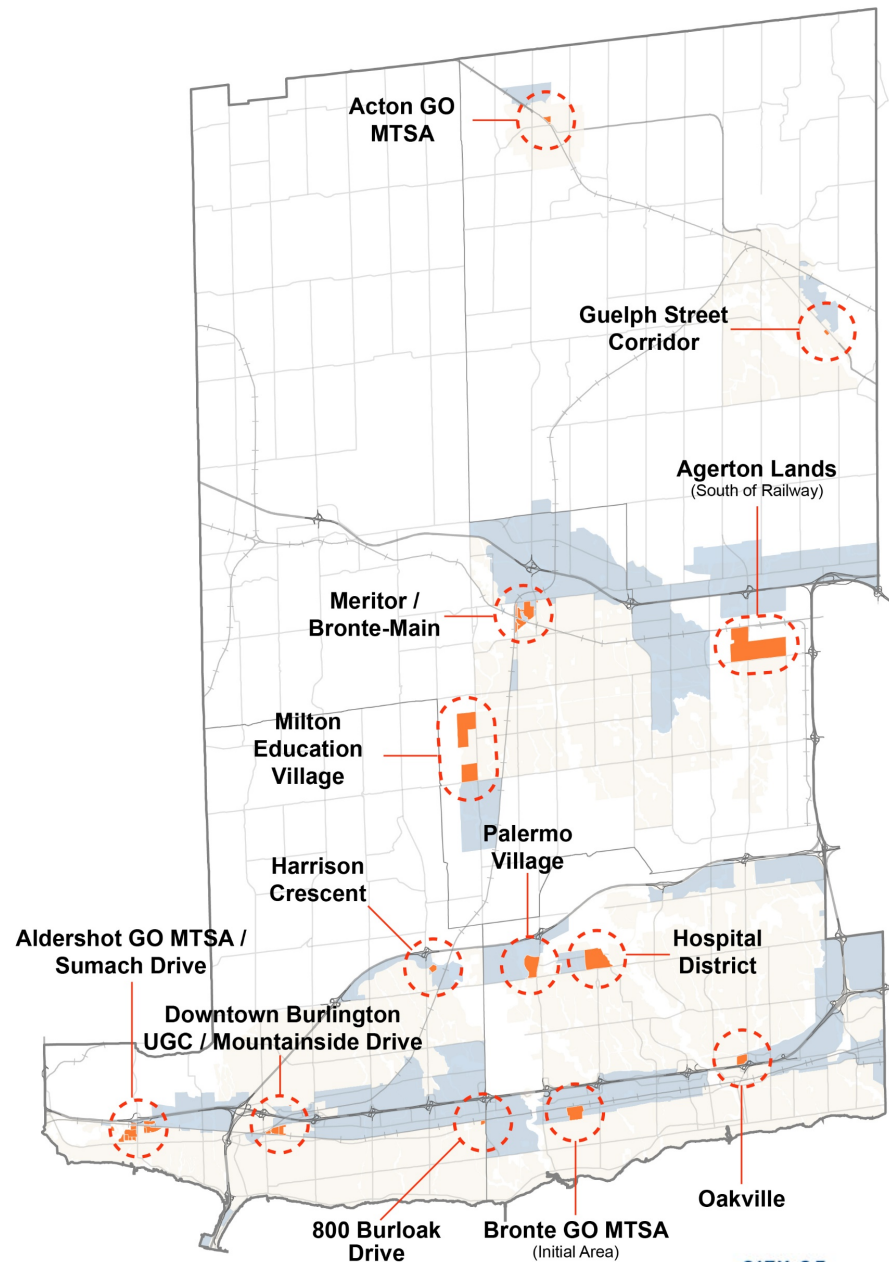 Acton GO
MTSA
Guelph Street
Corridor
Agerton Lands
(South of Railway)
Meritor /
Bronte-Main
Milton
Education
Village
Palermo
Village
Harrison
Crescent
Aldershot GO MTSA /
Sumach Drive
Hospital
District
Downtown Burlington
UGC / Mountainside Drive
Oakville
800 Burloak
Drive
Bronte GO MTSA
(Initial Area)